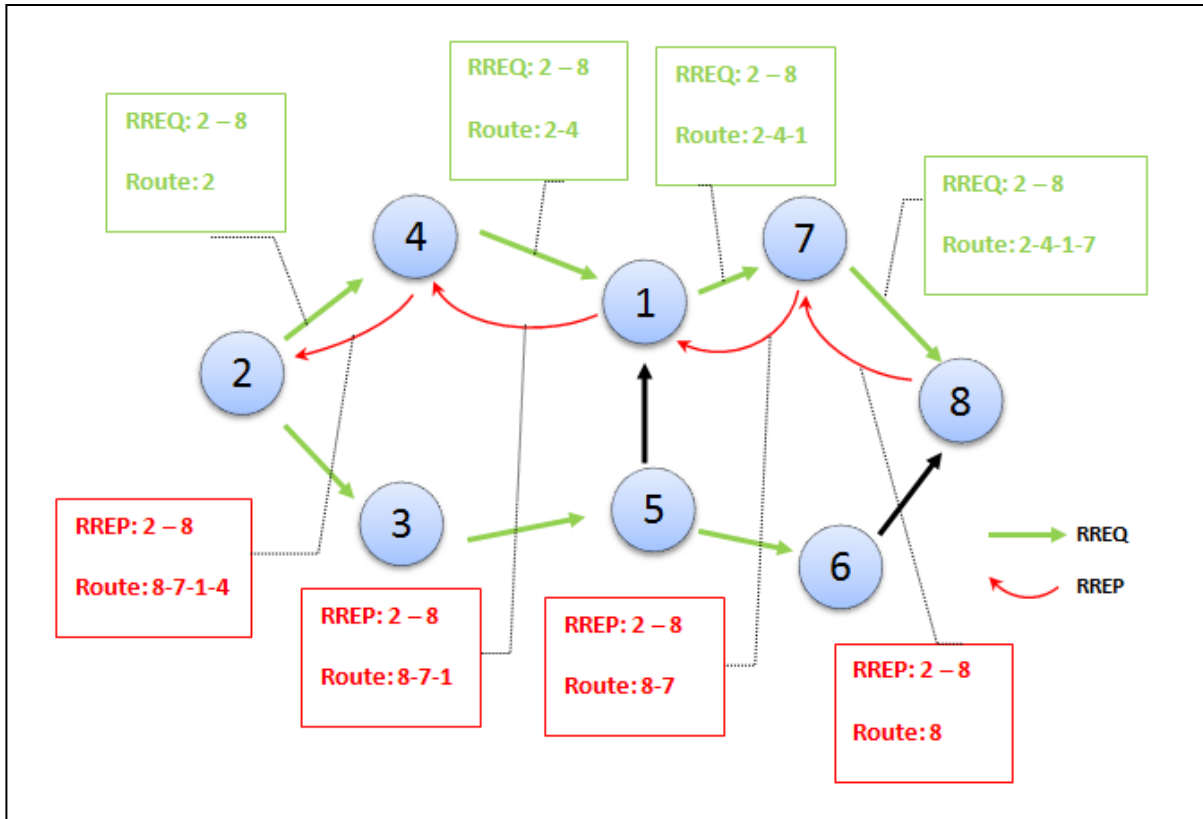 RREQ: 2 – 8
Route: 2-4
RREQ: 2 – 8
Route: 2-4-1
RREQ: 2 – 8
Route: 2
RREQ: 2 – 8
Route: 2-4-1-7
4
7
1
2
8
5
3
6
RREP: 2 – 8
Route: 8-7-1-4
RREP: 2 – 8
Route: 8-7-1
RREP: 2 – 8
Route: 8-7
RREP: 2 – 8
Route: 8
RREQ
RREP